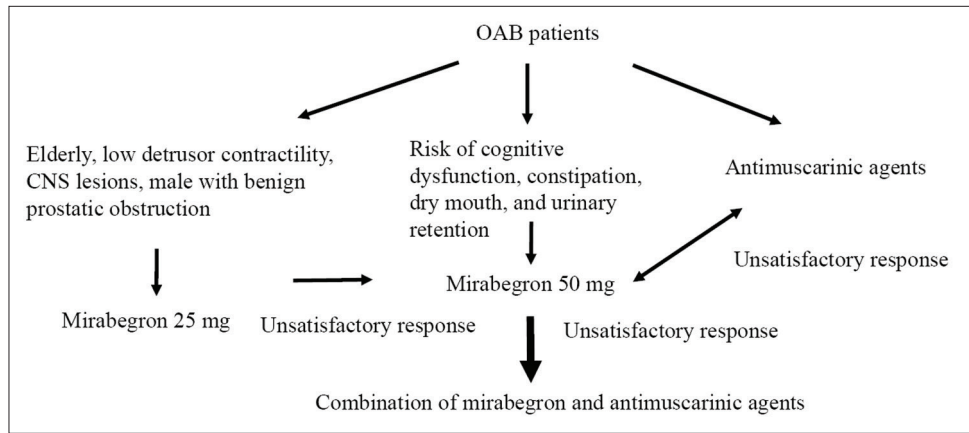 OAB patients
Elderly, low detrusor contractility,
CNS lesions, male with benign
prostatic obstruction
Risk of cognitive
dysfunction, constipation,
dry mouth, and urinary
retention
Antimuscarinic agents
Unsatisfactory response
Mirabegron 50 mg
Mirabegron 25 mg
Unsatisfactory response
Unsatisfactory response
Combination of mirabegron and antimuscarinic agents